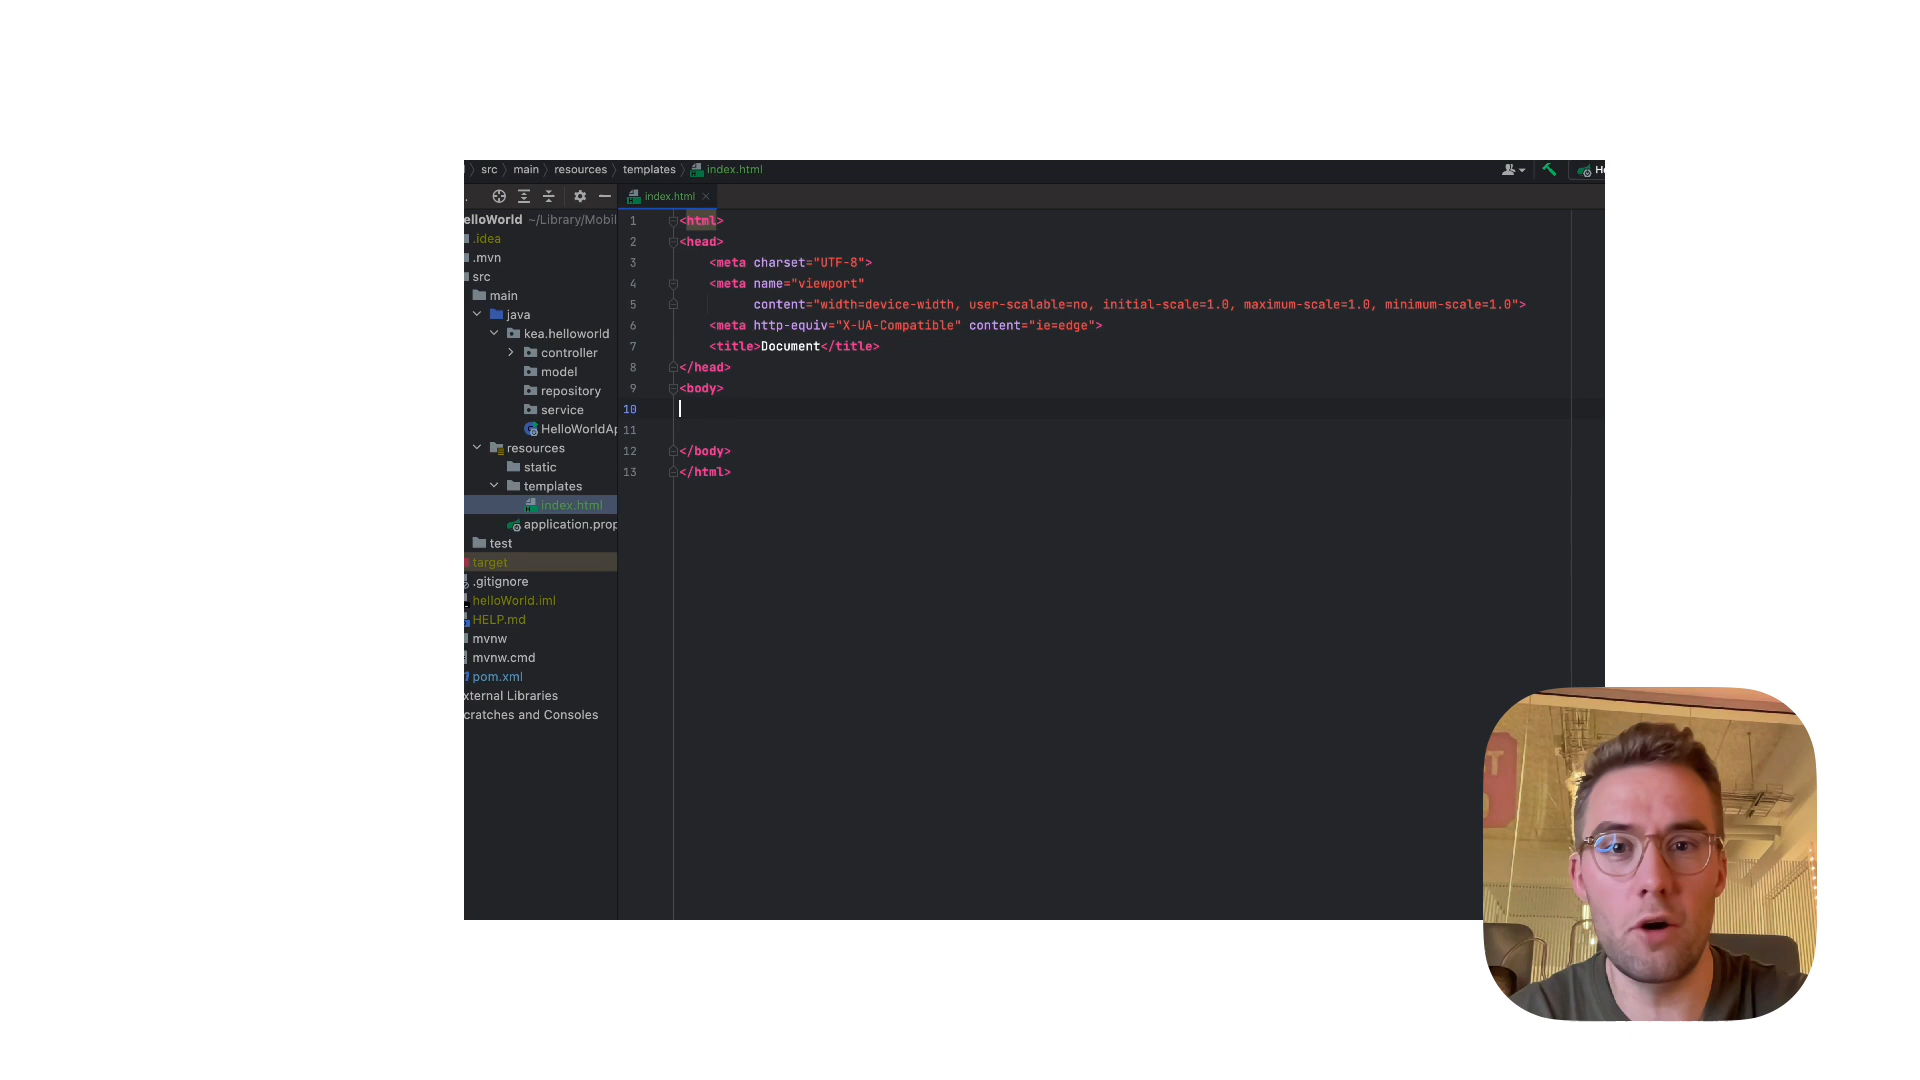 src main resources templates index.html
index.html
elloWorld ~/Library/Mobil
.idea
.mvn
src
main
java
kea.helloworld
controller
model
repository
service
HelloWorldAp
resources
static
templates
index.html
application.prop
test
target
.gitignore
helloWorld.iml
HELP.md
mvnw
mvnw.cmd
pom.xml
xternal Libraries
cratches and Consoles
1 <html>
2 <head>
3 <meta charset="UTF-8">
4 <meta name="viewport"
5 content="width=device-width, user-scalable=no, initial-scale=1.0, maximum-scale=1.0, minimum-scale=1.0">
6 <meta http-equiv="X-UA-Compatible" content="ie=edge">
7 <title>Document</title>
8 </head>
9 <body>
10
11
12 </body>
13 </html>